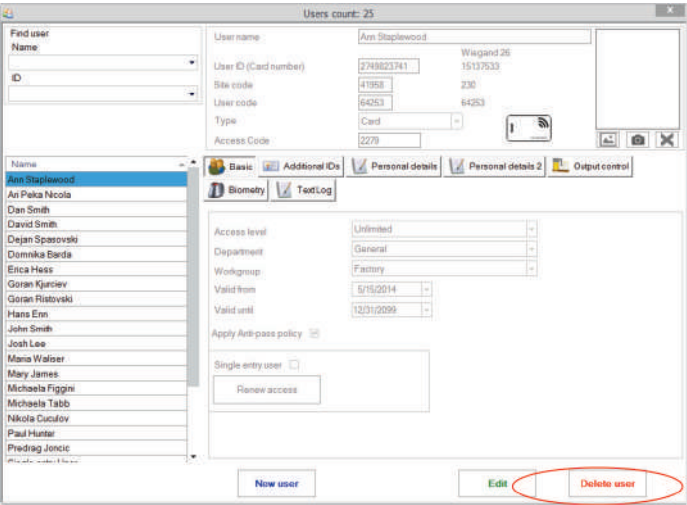 Users count: 25
x
Find user
Name
ID
User name Ann Staplewood
Wiegand 26
User ID (Card number) 2749823741 15137533
Site code 41958 230
User code 64253 64253
Type Card
Access Code 2279
Name
Ann Staplewood
Ari Peka Nicola
Dan Smith
David Smith
Dejan Spasovski
Domnika Barda
Erica Hess
Goran Kjurciev
Goran Ristovski
Hans Enn
John Smith
Josh Lee
Maria Waliser
Mary James
Michaela Figgini
Michaela Tabb
Nikola Cuculov
Paul Hunter
Predrag Joncic
Single entry User
Basic Additional IDs Personal details Personal details 2 Output control
Biometry Text Log
Access level Unlimited
Department General
Workgroup Factory
Valid from 5/15/2014
Valid until 12/31/2099
Apply Anti-pass policy
Single entry user
Renew access
New user Edit Delete user